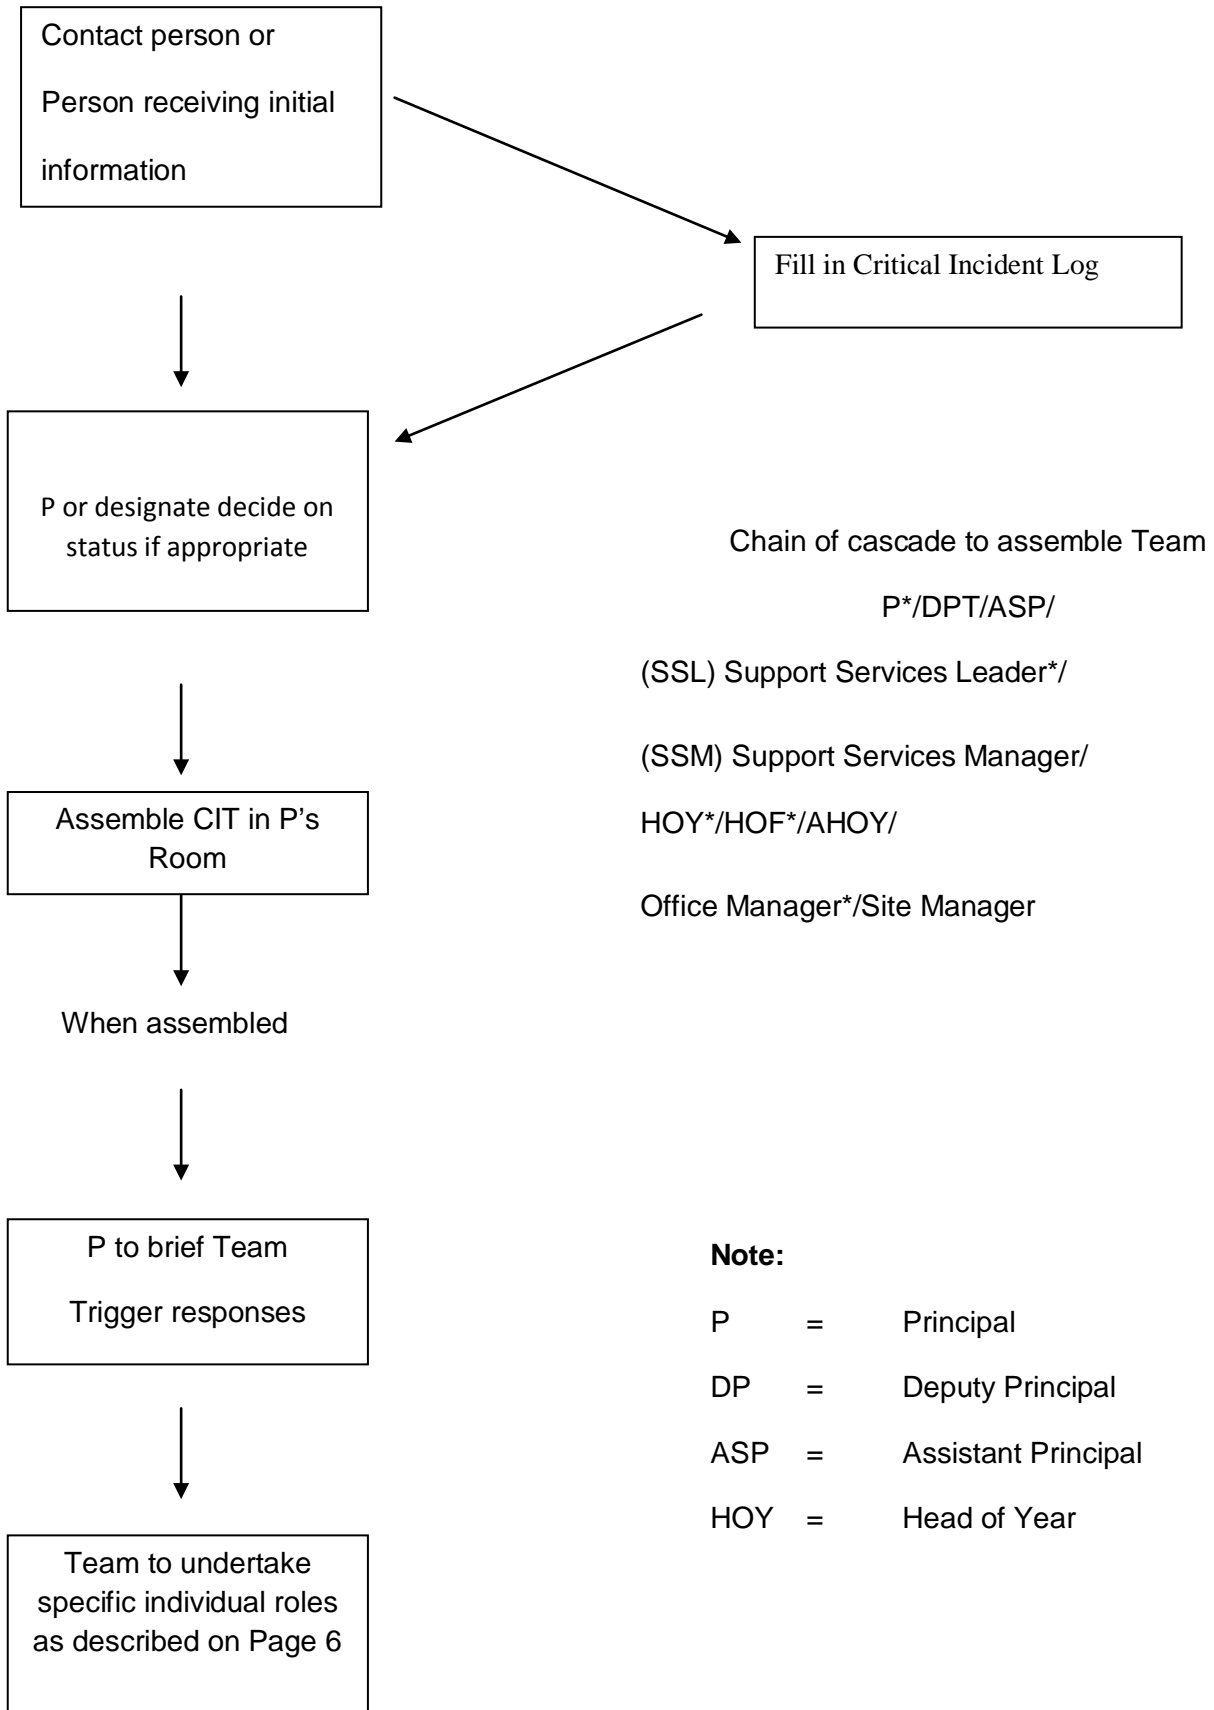 Contact person or
Person receiving initial
information
Fill in Critical Incident Log
P or designate decide on
status if appropriate
Chain of cascade to assemble Team
P*/DPT/ASP/
(SSL) Support Services Leader*/
(SSM) Support Services Manager/
HOY*/HOF*/AHOY/
Office Manager*/Site Manager
Assemble CIT in P’s
Room
When assembled
P to brief Team
Trigger responses
Note:
P = Principal
DP = Deputy Principal
ASP = Assistant Principal
HOY = Head of Year
Team to undertake
specific individual roles
as described on Page 6